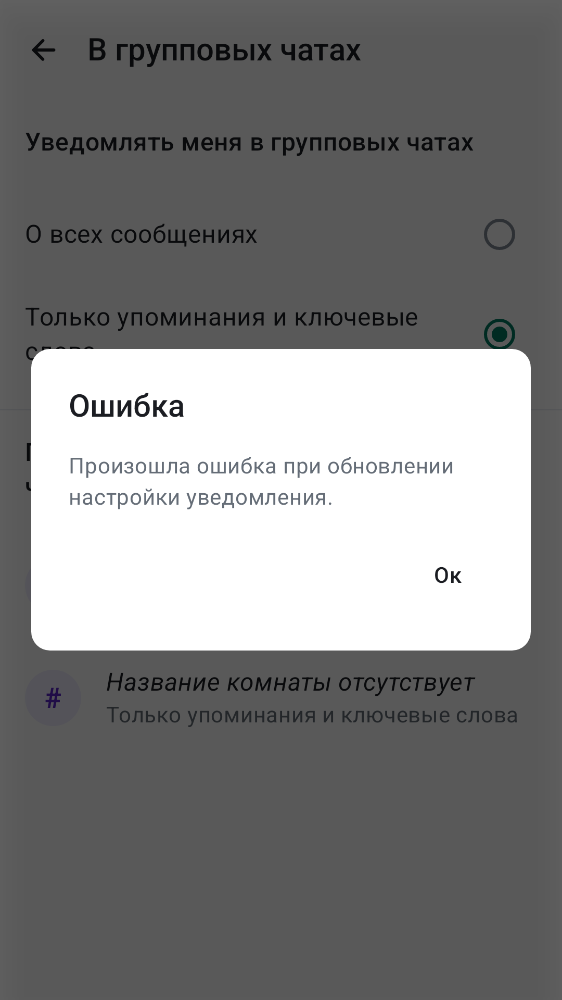 В групповых чатах
Уведомлять меня в групповых чатах
О всех сообщениях
Только упоминания и ключевые
Ошибка
Произошла ошибка при обновлении
настройки уведомления.
Ок
#
Название комнаты отсутствует
Только упоминания и ключевые слова